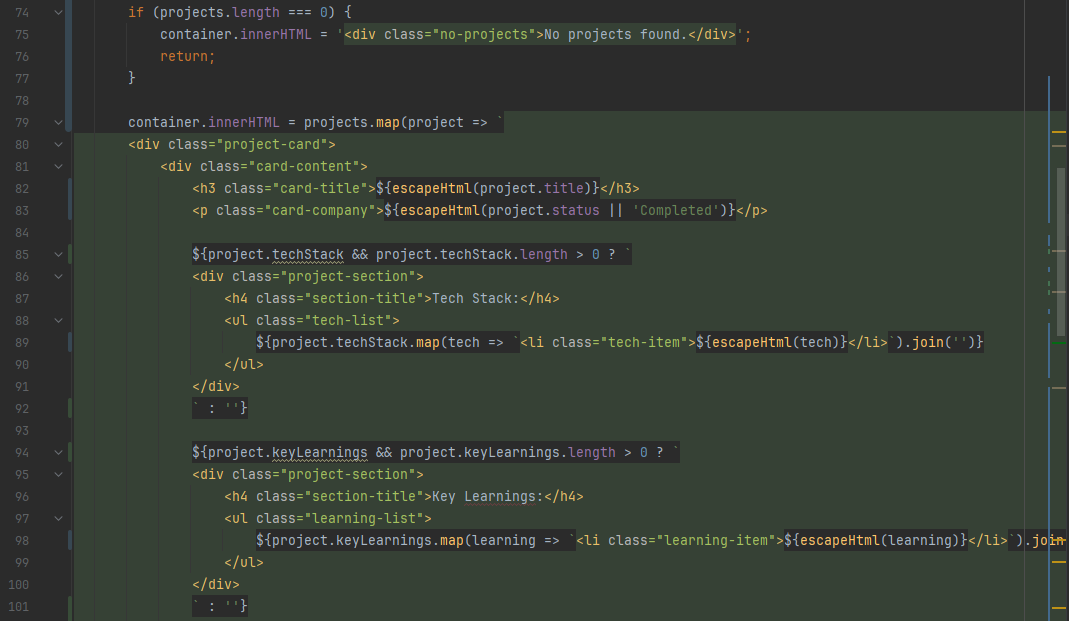 74 if (projects.length === 0) {
75 container.innerHTML = '<div class="no-projects">No projects found.</div>';
76 return;
77 }
78
79 container.innerHTML = projects.map(project => `
80 <div class="project-card">
81 <div class="card-content">
82 <h3 class="card-title">${escapeHtml(project.title)}</h3>
83 <p class="card-company">${escapeHtml(project.status || 'Completed')}</p>
84
85 ${project.techStack && project.techStack.length > 0 ? `
86 <div class="project-section">
87 <h4 class="section-title">Tech Stack:</h4>
88 <ul class="tech-list">
89 ${project.techStack.map(tech => `<li class="tech-item">${escapeHtml(tech)}</li>`).join('')}
90 </ul>
91 </div>
92 ` : ''}
93
94 ${project.keyLearnings && project.keyLearnings.length > 0 ? `
95 <div class="project-section">
96 <h4 class="section-title">Key Learnings:</h4>
97 <ul class="learning-list">
98 ${project.keyLearnings.map(learning => `<li class="learning-item">${escapeHtml(learning)}</li>`).join
99 </ul>
100 </div>
101 ` : ''}